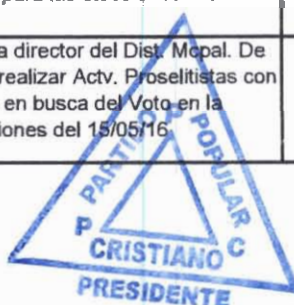 a director del Dist. Mcpal. De
realizar Actv. Proselitistas con
en busca del Voto en la
iones del 15/05/16
PARTIDO POPULAR
P C
CRISTIANO
PRESIDENTE